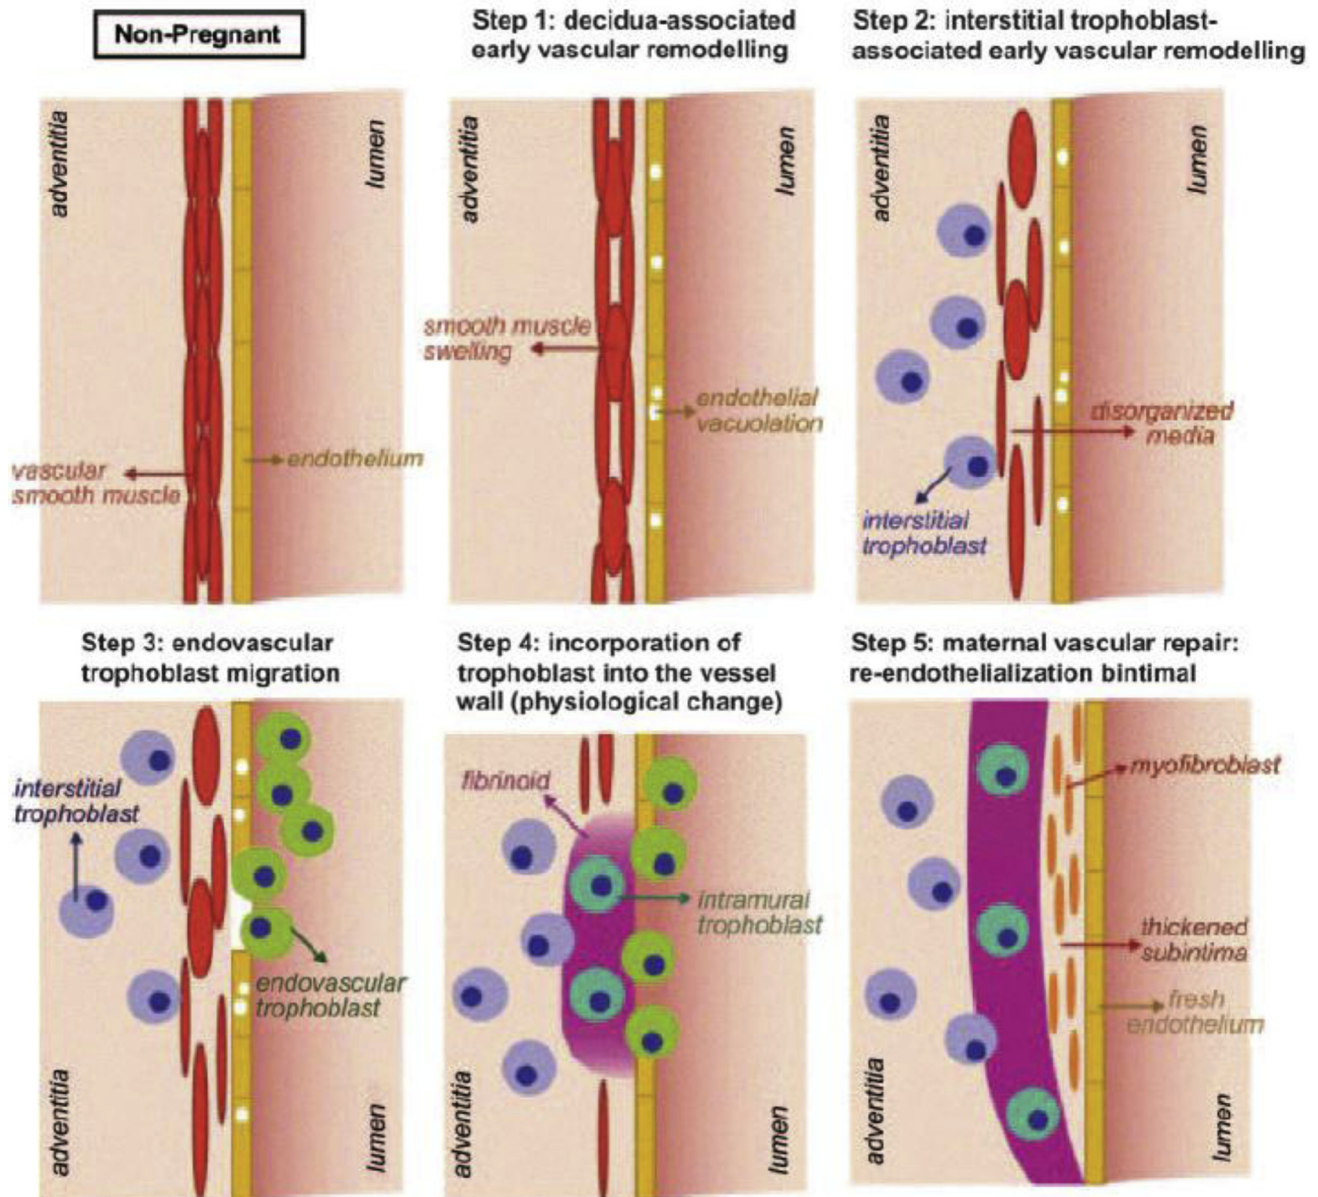 Non-Pregnant
Step 1: decidua-associated
early vascular remodelling
Step 2: interstitial trophoblast-
associated early vascular remodelling
adventitia
lumen
vascular
smooth muscle
endothelium
adventitia
lumen
smooth muscle
swelling
endothelial
vacuolation
adventitia
lumen
disorganized
media
interstitial
trophoblast
Step 3: endovascular
trophoblast migration
Step 4: incorporation of
trophoblast into the vessel
wall (physiological change)
Step 5: maternal vascular repair:
re-endothelialization bintimal
interstitial
trophoblast
endovascular
trophoblast
adventitia
lumen
fibrinoid
intramural
trophoblast
adventitia
lumen
myofibroblast
thickened
subintima
fresh
endothelium
adventitia
lumen